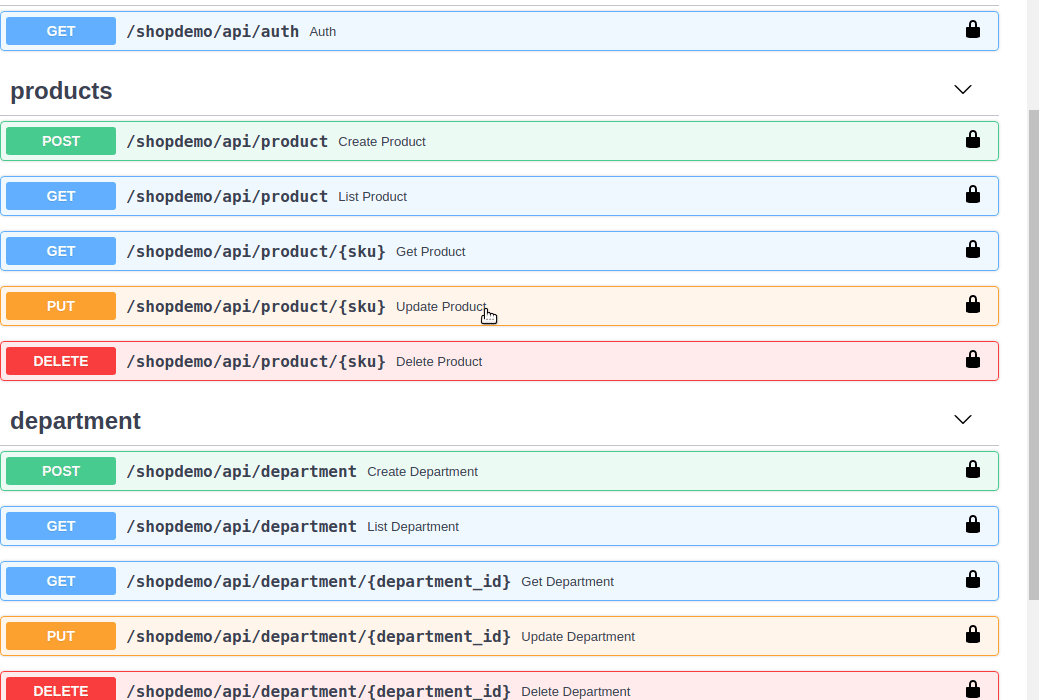 GET /shopdemo/api/auth Auth
products
POST /shopdemo/api/product Create Product
GET /shopdemo/api/product List Product
GET /shopdemo/api/product/{sku} Get Product
PUT /shopdemo/api/product/{sku} Update Product
DELETE /shopdemo/api/product/{sku} Delete Product
department
POST /shopdemo/api/department Create Department
GET /shopdemo/api/department List Department
GET /shopdemo/api/department/{department_id} Get Department
PUT /shopdemo/api/department/{department_id} Update Department
DELETE /shopdemo/api/department/{department_id} Delete Department